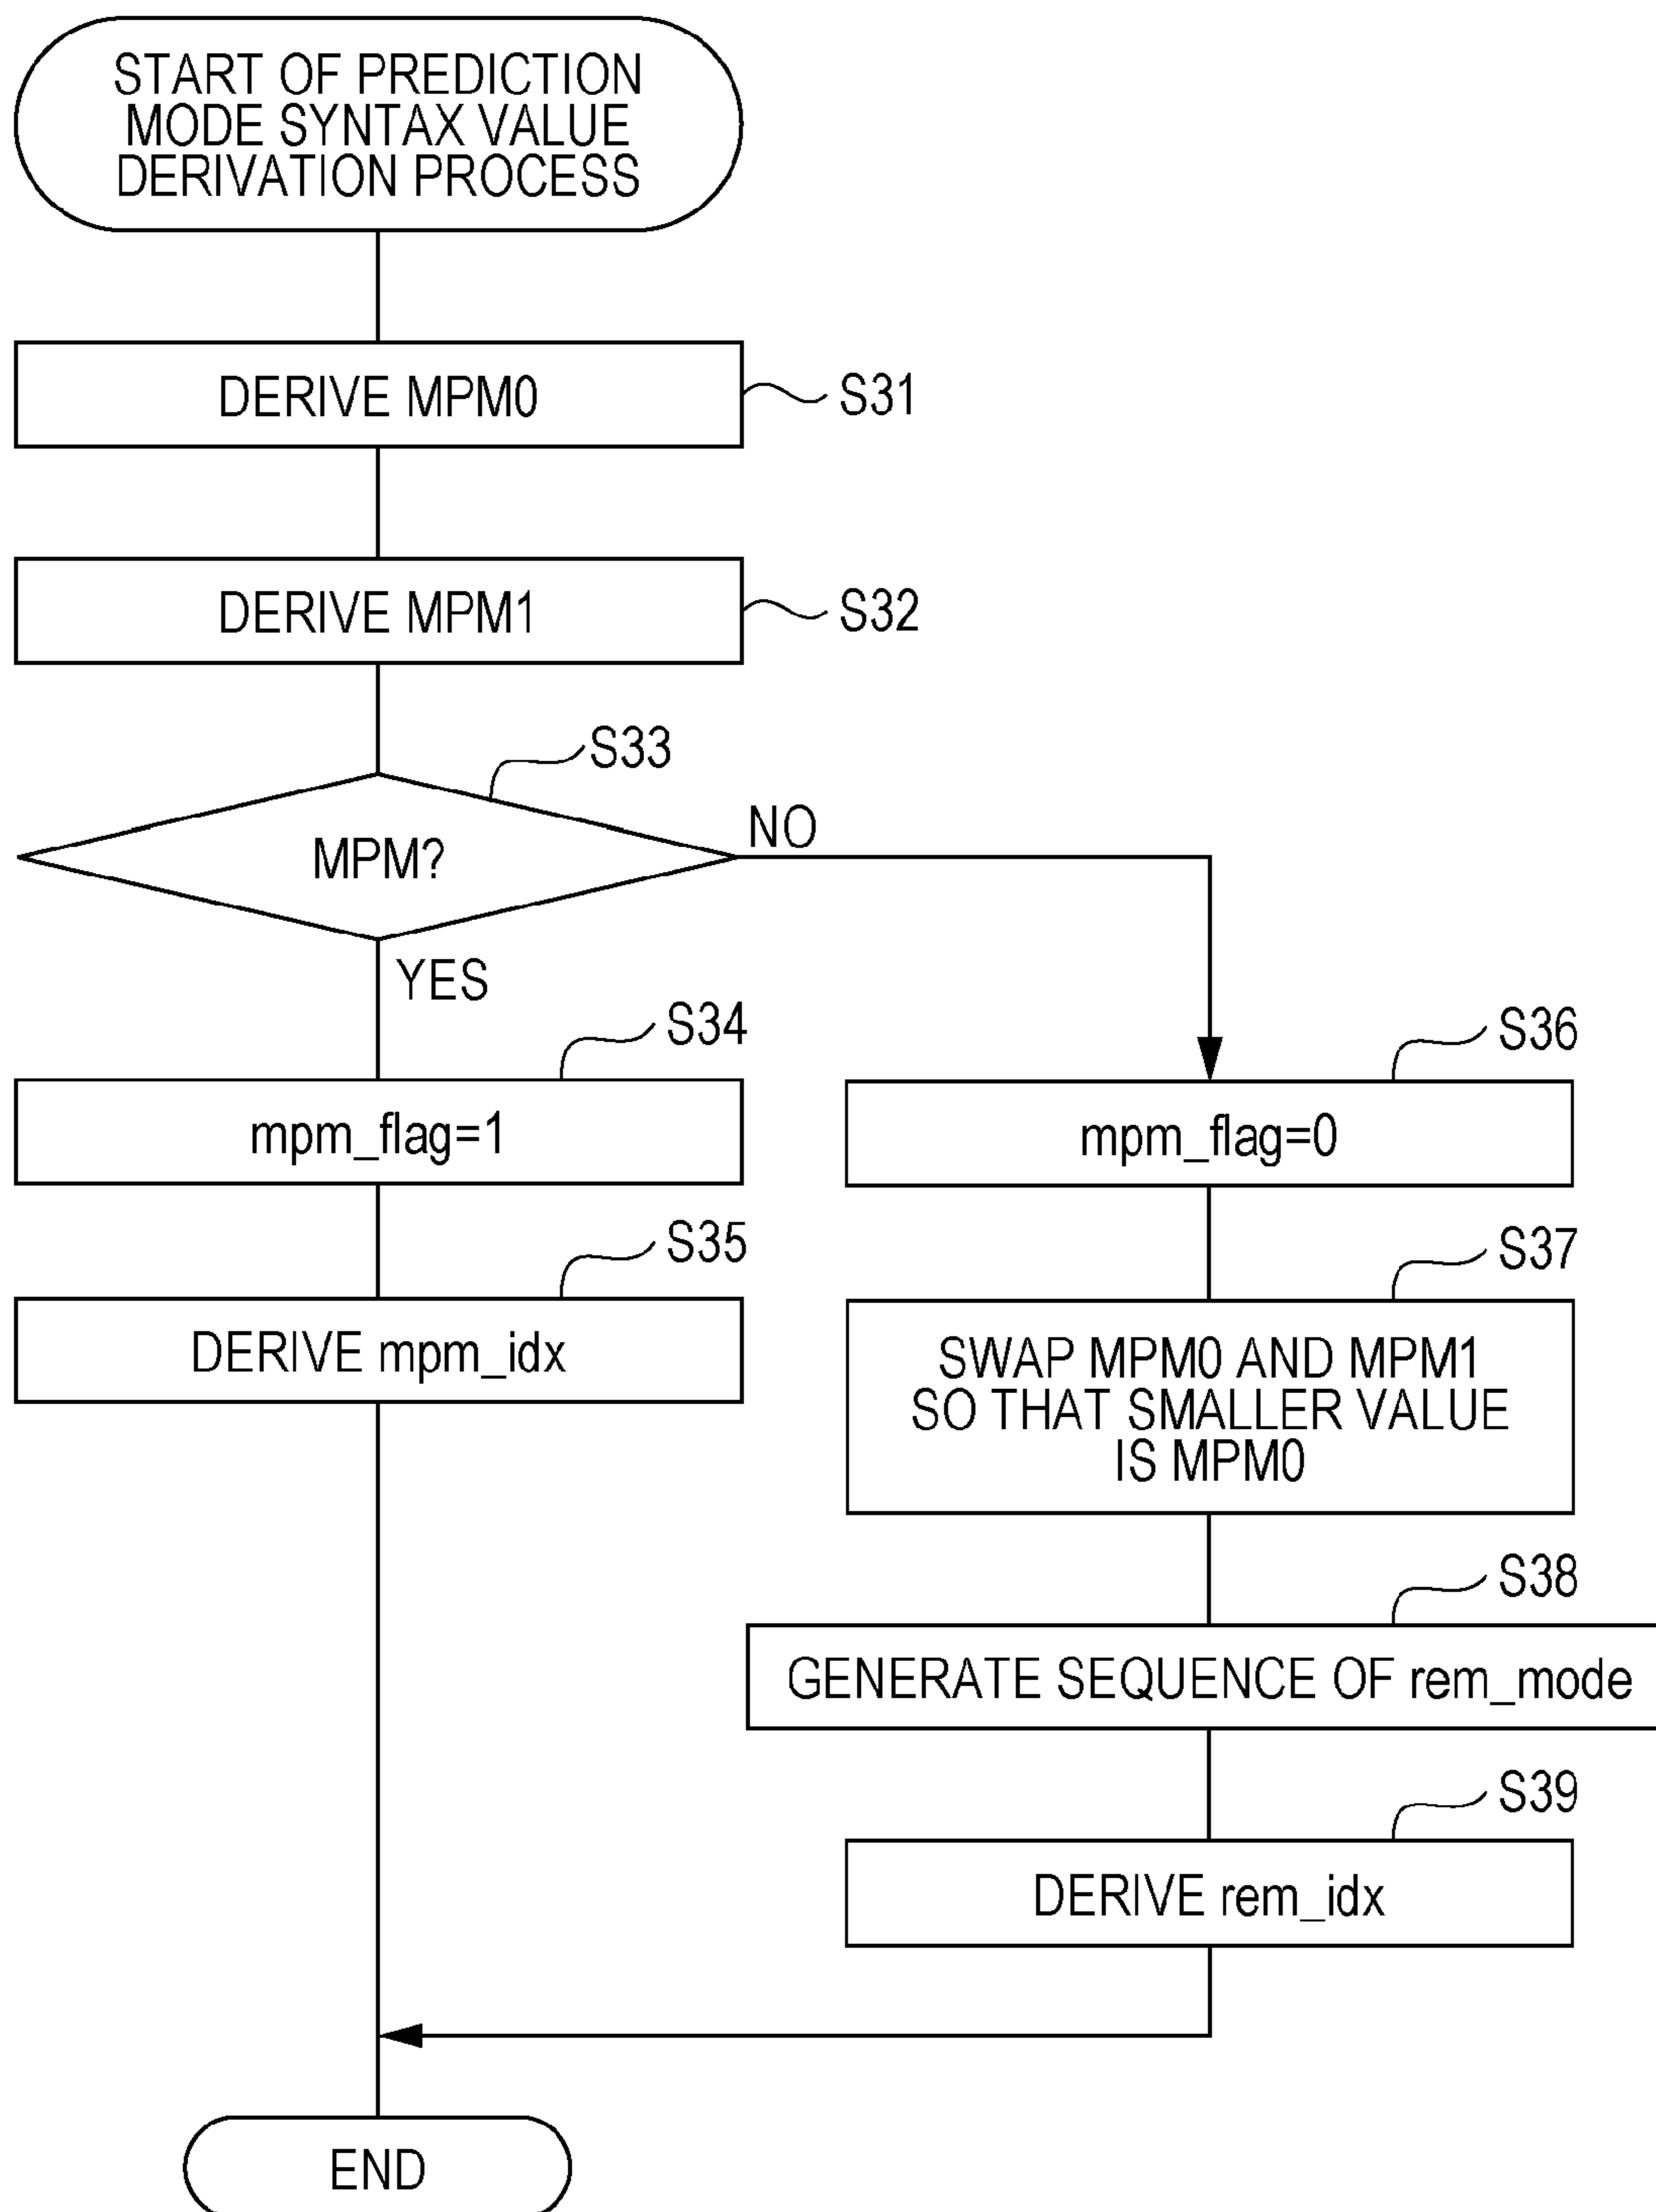 START OF PREDICTION
MODE SYNTAX VALUE
DERIVATION PROCESS
DERIVE MPM0
S31
DERIVE MPM1
S32
S33
MPM?
NO
YES
S34
mpm_flag=1
S35
DERIVE mpm_idx
S36
mpm_flag=0
S37
SWAP MPM0 AND MPM1
SO THAT SMALLER VALUE
IS MPM0
S38
GENERATE SEQUENCE OF rem_mode
S39
DERIVE rem_idx
END